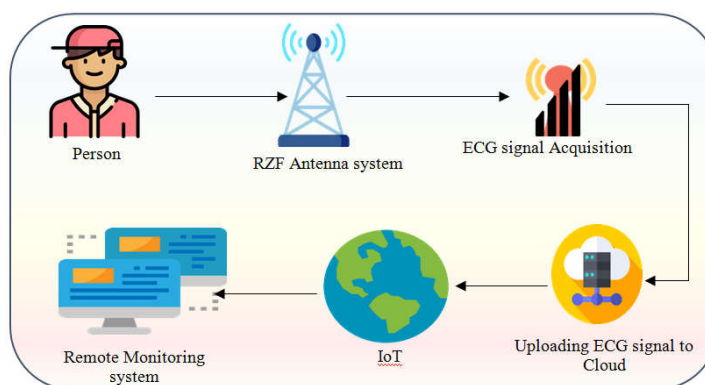 Person
RZF Antenna system
ECG signal Acquisition
Remote Monitoring
system
IoT
Uploading ECG signal to
Cloud